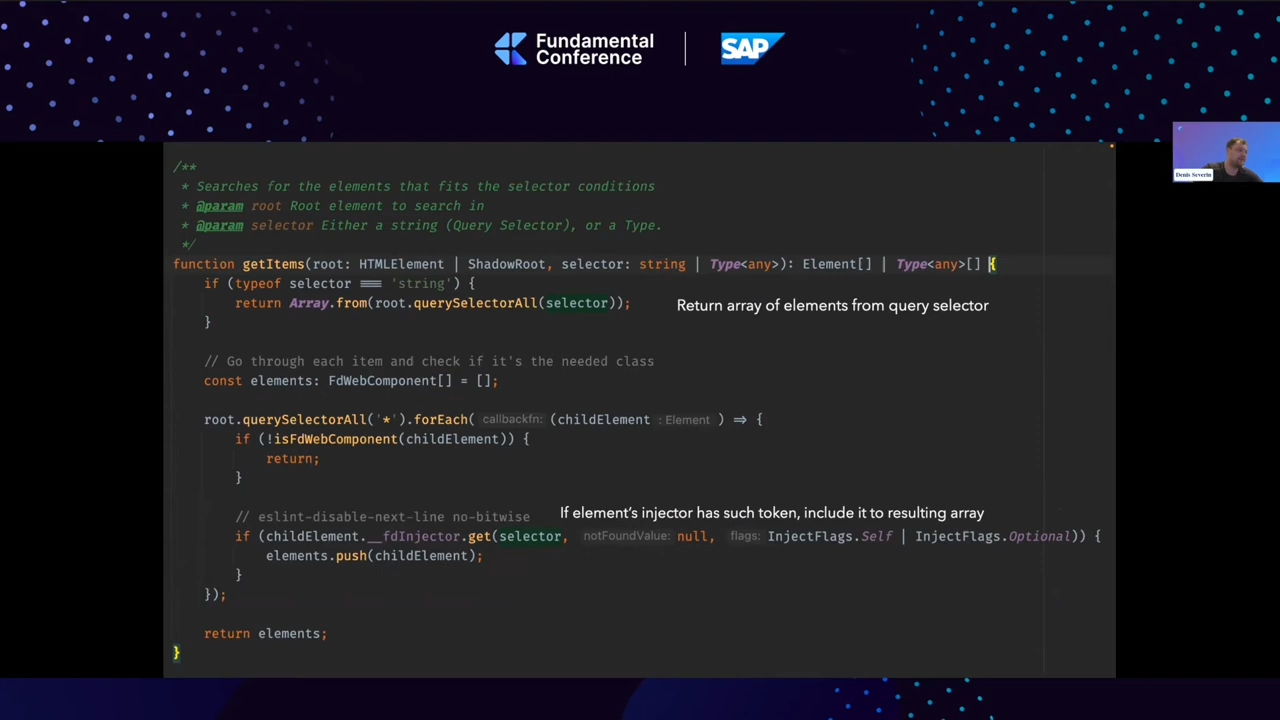 Fundamental
Conference
SAP
Denis Severin
/**
* Searches for the elements that fits the selector conditions
* @param root Root element to search in
* @param selector Either a string (Query Selector), or a Type.
*/
function getItems(root: HTMLElement | ShadowRoot, selector: string | Type<any>): Element[] | Type<any>[] {
if (typeof selector === 'string') {
return Array.from(root.querySelectorAll(selector));
Return array of elements from query selector
}
// Go through each item and check if it's the needed class
const elements: FdWebComponent[] = [];
root.querySelectorAll('*').forEach( callbackfn: (childElement : Element ) => {
if (!isFdWebComponent(childElement)) {
return;
}
// eslint-disable-next-line no-bitwise
If element's injector has such token, include it to resulting array
if (childElement.__fdInjector.get(selector, notFoundValue: null, flags: InjectFlags.Self | InjectFlags.Optional)) {
elements.push(childElement);
}
});
return elements;
}